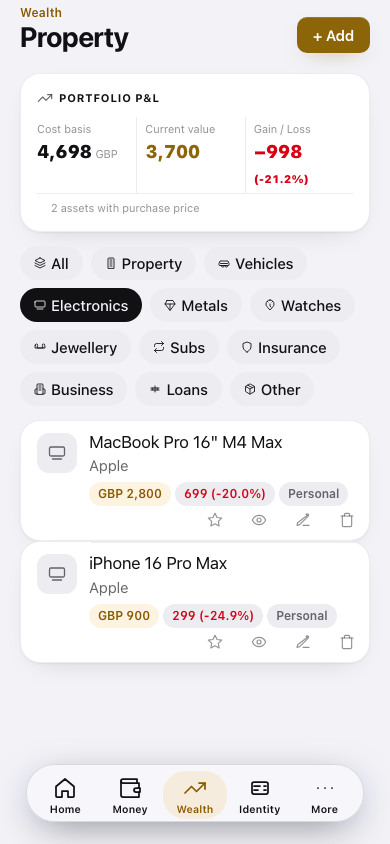 Wealth
Property
+ Add
PORTFOLIO P&L
Cost basis Current value Gain / Loss
4,698 GBP 3,700 −998
(-21.2%)
2 assets with purchase price
All Property Vehicles
Electronics Metals Watches
Jewellery Subs Insurance
Business Loans Other
MacBook Pro 16" M4 Max
Apple
GBP 2,800 699 (-20.0%) Personal
iPhone 16 Pro Max
Apple
GBP 900 299 (-24.9%) Personal
Home Money Wealth Identity More